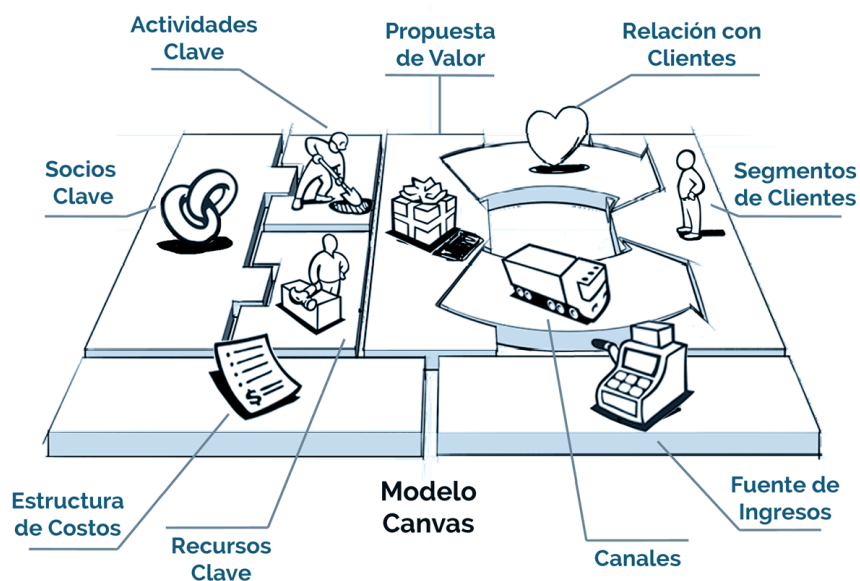 Actividades
Clave
Propuesta
de Valor
Relación con
Clientes
Socios
Clave
Segmentos
de Clientes
$
Estructura
de Costos
Recursos
Clave
Modelo
Canvas
Canales
Fuente de
Ingresos